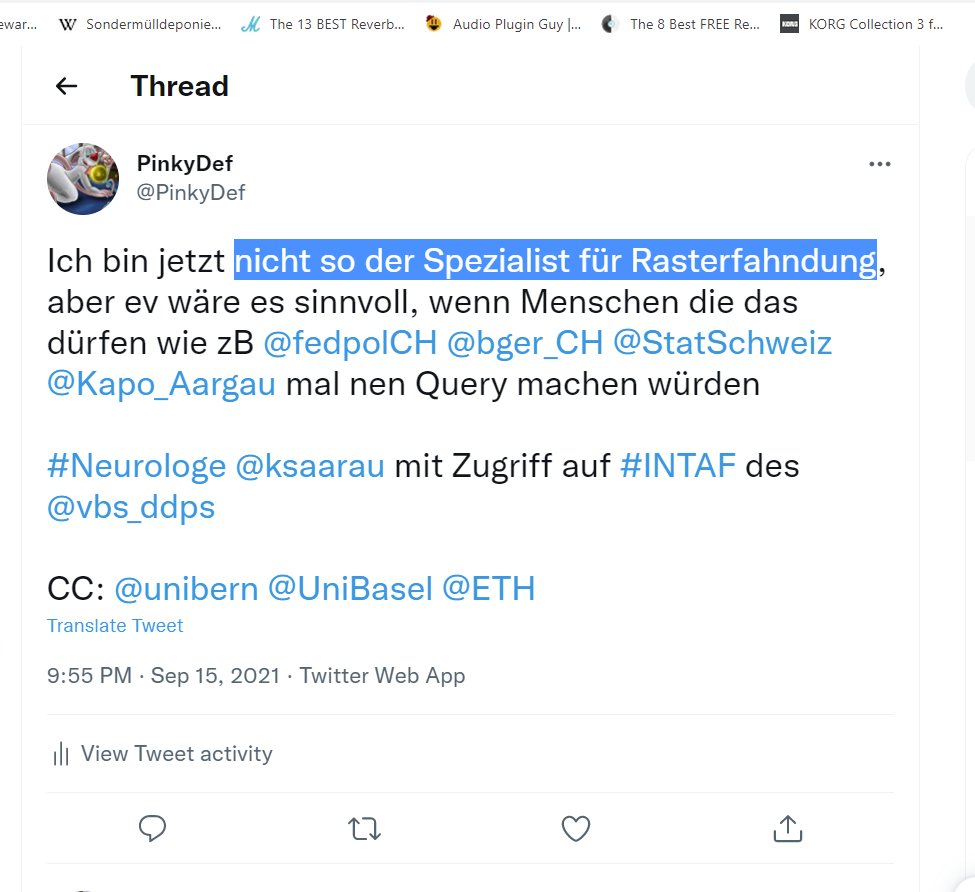 ewar...
Sondermülldeponie...
The 13 BEST Reverb...
Audio Plugin Guy |...
The 8 Best FREE Re...
KORG
KORG Collection 3 f...
Thread
PinkyDef
@PinkyDef
Ich bin jetzt nicht so der Spezialist für Rasterfahndung,
aber ev wäre es sinnvoll, wenn Menschen die das
dürfen wie zB @fedpolCH @bger_CH @StatSchweiz
@Kapo_Aargau mal nen Query machen würden
#Neurologe @ksaarau mit Zugriff auf #INTAF des
@vbs_ddps
CC: @unibern @UniBasel @ETH
Translate Tweet
9:55 PM · Sep 15, 2021 · Twitter Web App
View Tweet activity